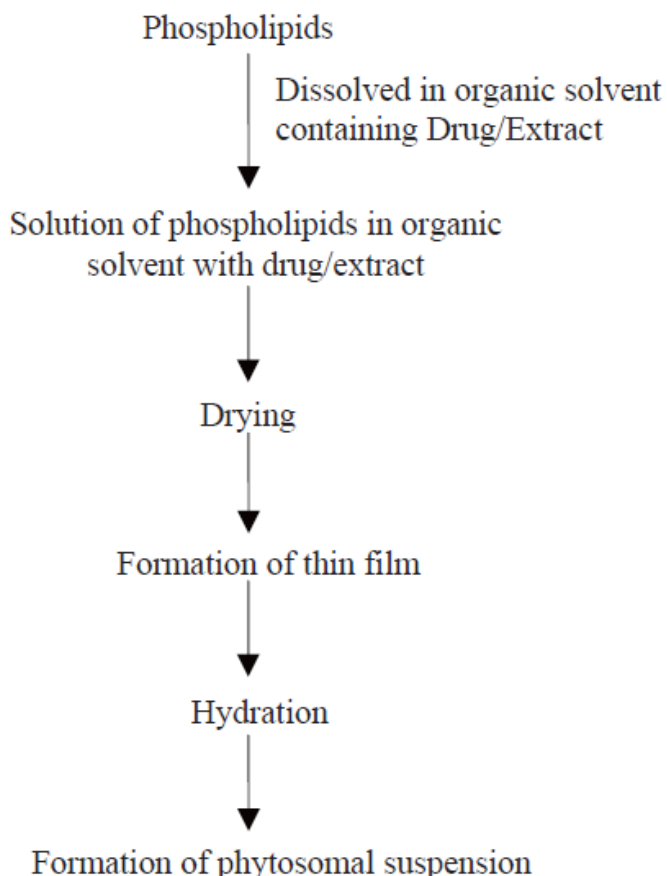 Phospholipids
Dissolved in organic solvent
containing Drug/Extract
Solution of phospholipids in organic
solvent with drug/extract
Drying
Formation of thin film
Hydration
Formation of phytosomal suspension